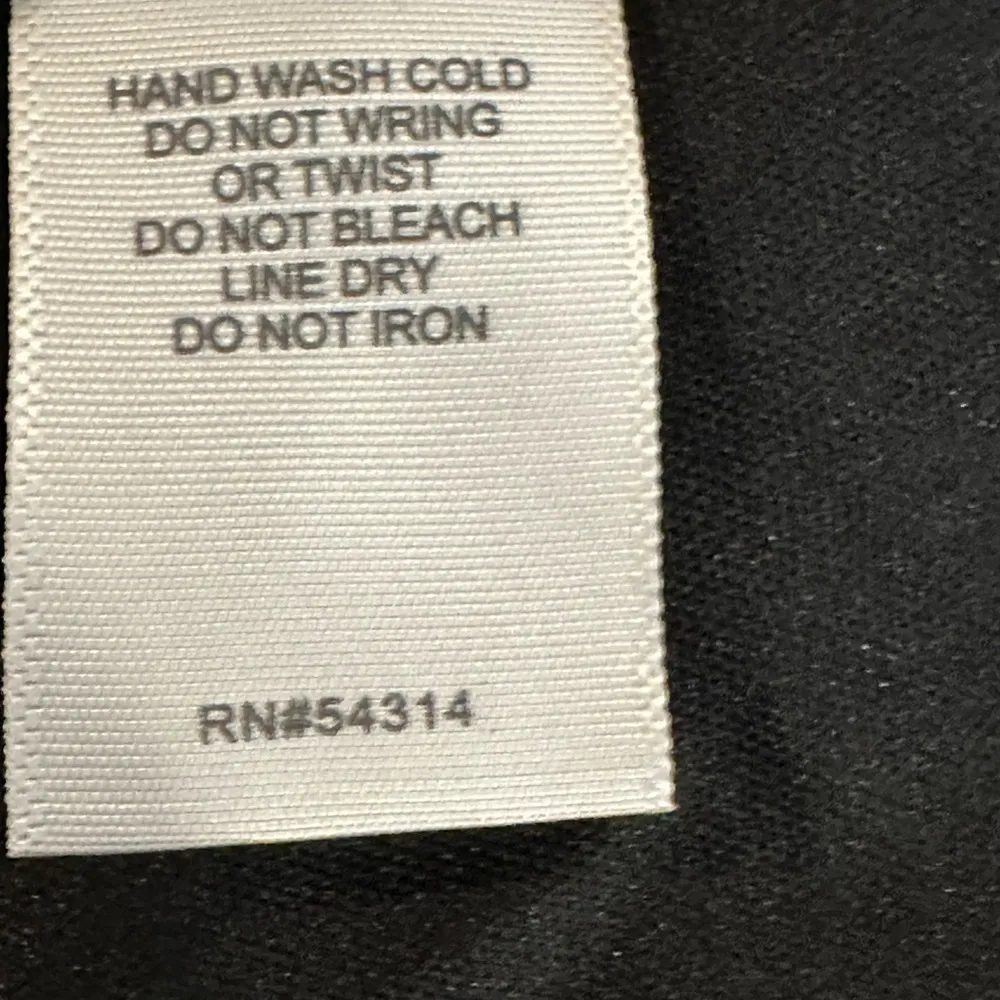 HAND WASH COLD
DO NOT WRING
OR TWIST
DO NOT BLEACH
LINE DRY
DO NOT IRON
RN#54314